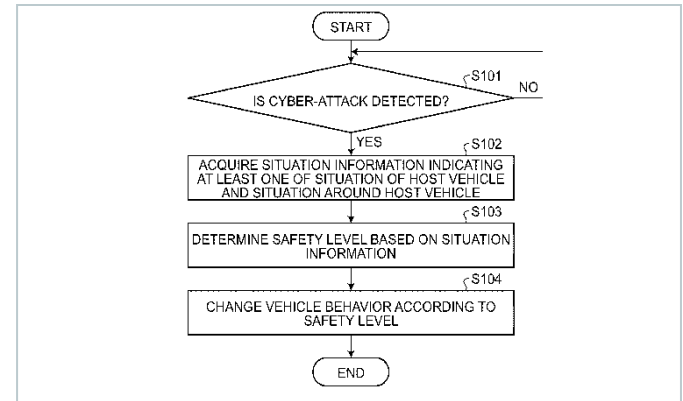 START
S101
IS CYBER-ATTACK DETECTED?
NO
YES
S102
ACQUIRE SITUATION INFORMATION INDICATING
AT LEAST ONE OF SITUATION OF HOST VEHICLE
AND SITUATION AROUND HOST VEHICLE
S103
DETERMINE SAFETY LEVEL BASED ON SITUATION
INFORMATION
S104
CHANGE VEHICLE BEHAVIOR ACCORDING TO
SAFETY LEVEL
END